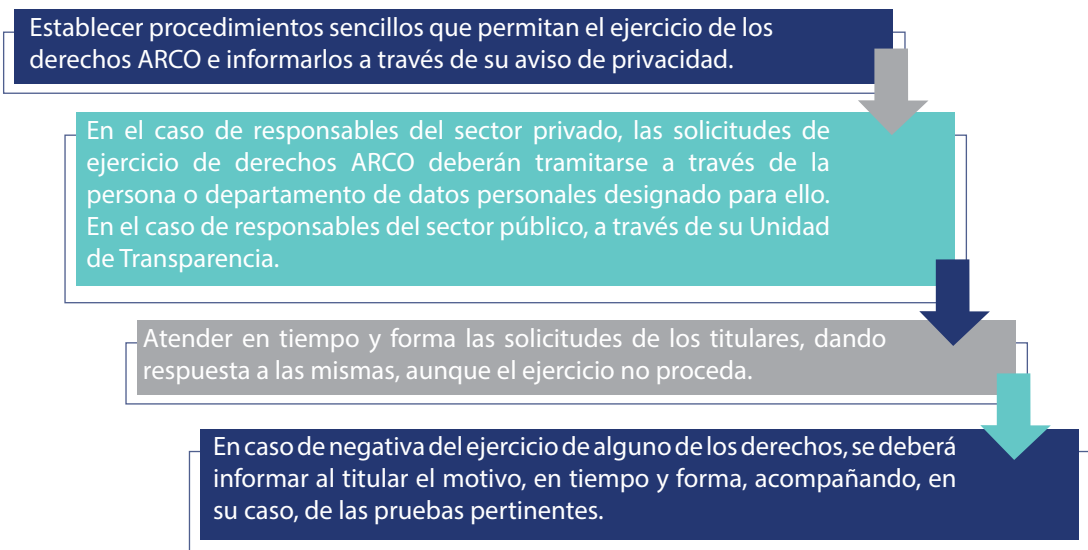 Establecer procedimientos sencillos que permitan el ejercicio de los
derechos ARCO e informarlos a través de su aviso de privacidad.
En el caso de responsables del sector privado, las solicitudes de
ejercicio de derechos ARCO deberán tramitarse a través de la
persona o departamento de datos personales designado para ello.
En el caso de responsables del sector público, a través de su Unidad
de Transparencia.
Atender en tiempo y forma las solicitudes de los titulares, dando
respuesta a las mismas, aunque el ejercicio no proceda.
En caso de negativa del ejercicio de alguno de los derechos, se deberá
informar al titular el motivo, en tiempo y forma, acompañando, en
su caso, de las pruebas pertinentes.